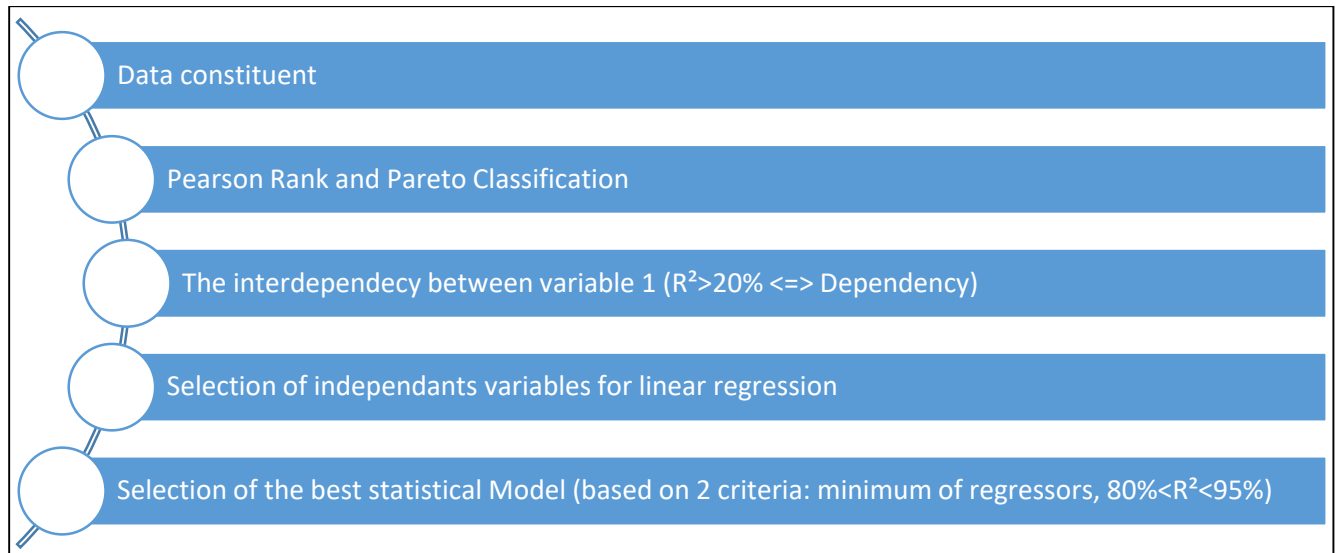 Data constituent
Pearson Rank and Pareto Classification
The interdependecy between variable 1 (R²>20% <=> Dependency)
Selection of independants variables for linear regression
Selection of the best statistical Model (based on 2 criteria: minimum of regressors, 80%<R²<95%)